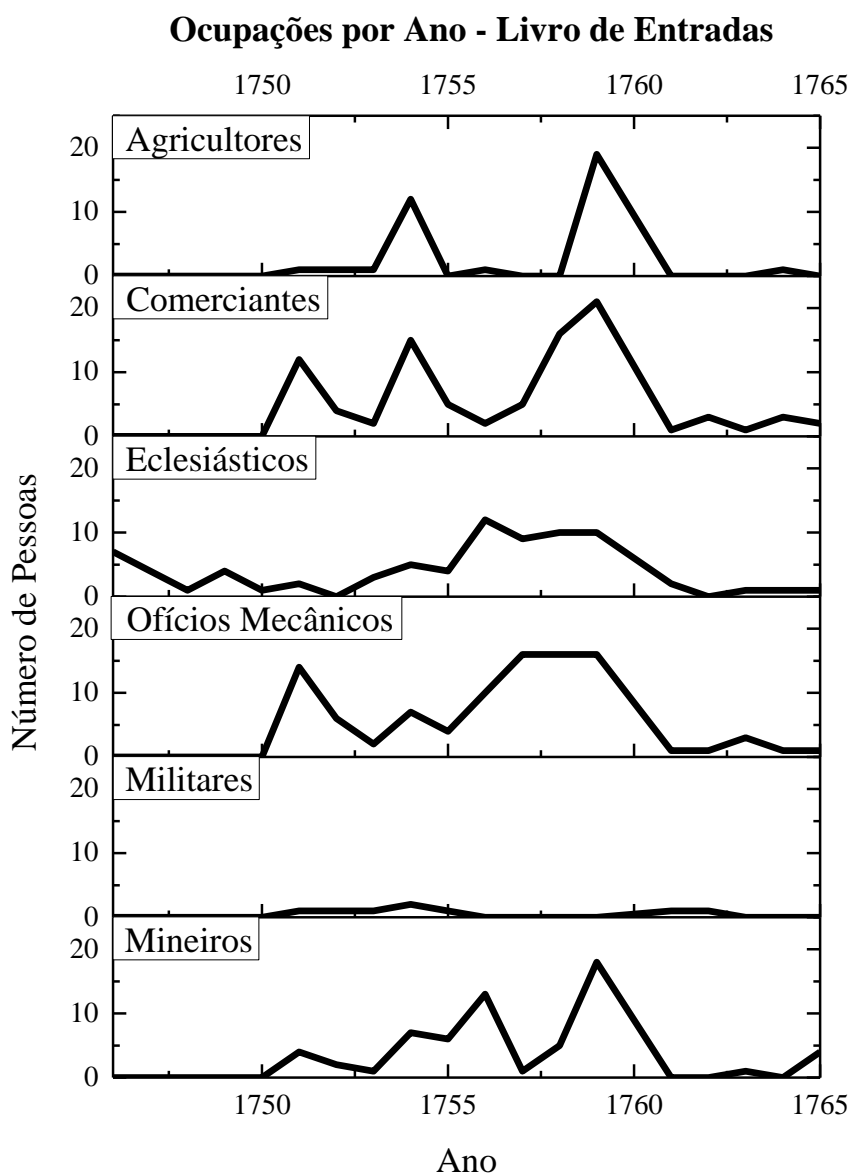 Ocupações por Ano - Livro de Entradas
1750 1755 1760 1765
Agricultores
20
10
0
Comerciantes
20
10
0
Eclesiásticos
20
10
0
Ofícios Mecânicos
20
10
0
Militares
20
10
0
Mineiros
20
10
0
Número de Pessoas
1750 1755 1760 1765
Ano